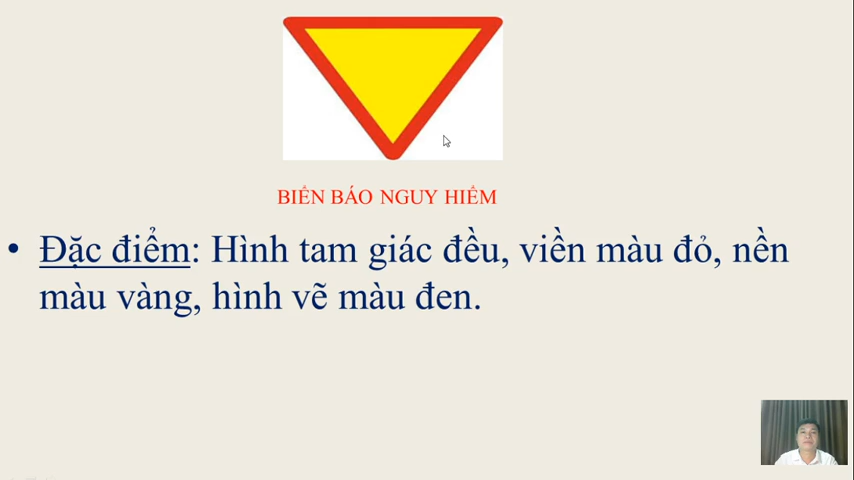 BIỂN BÁO NGUY HIỂM
• Đặc điểm: Hình tam giác đều, viền màu đỏ, nền
màu vàng, hình vẽ màu đen.